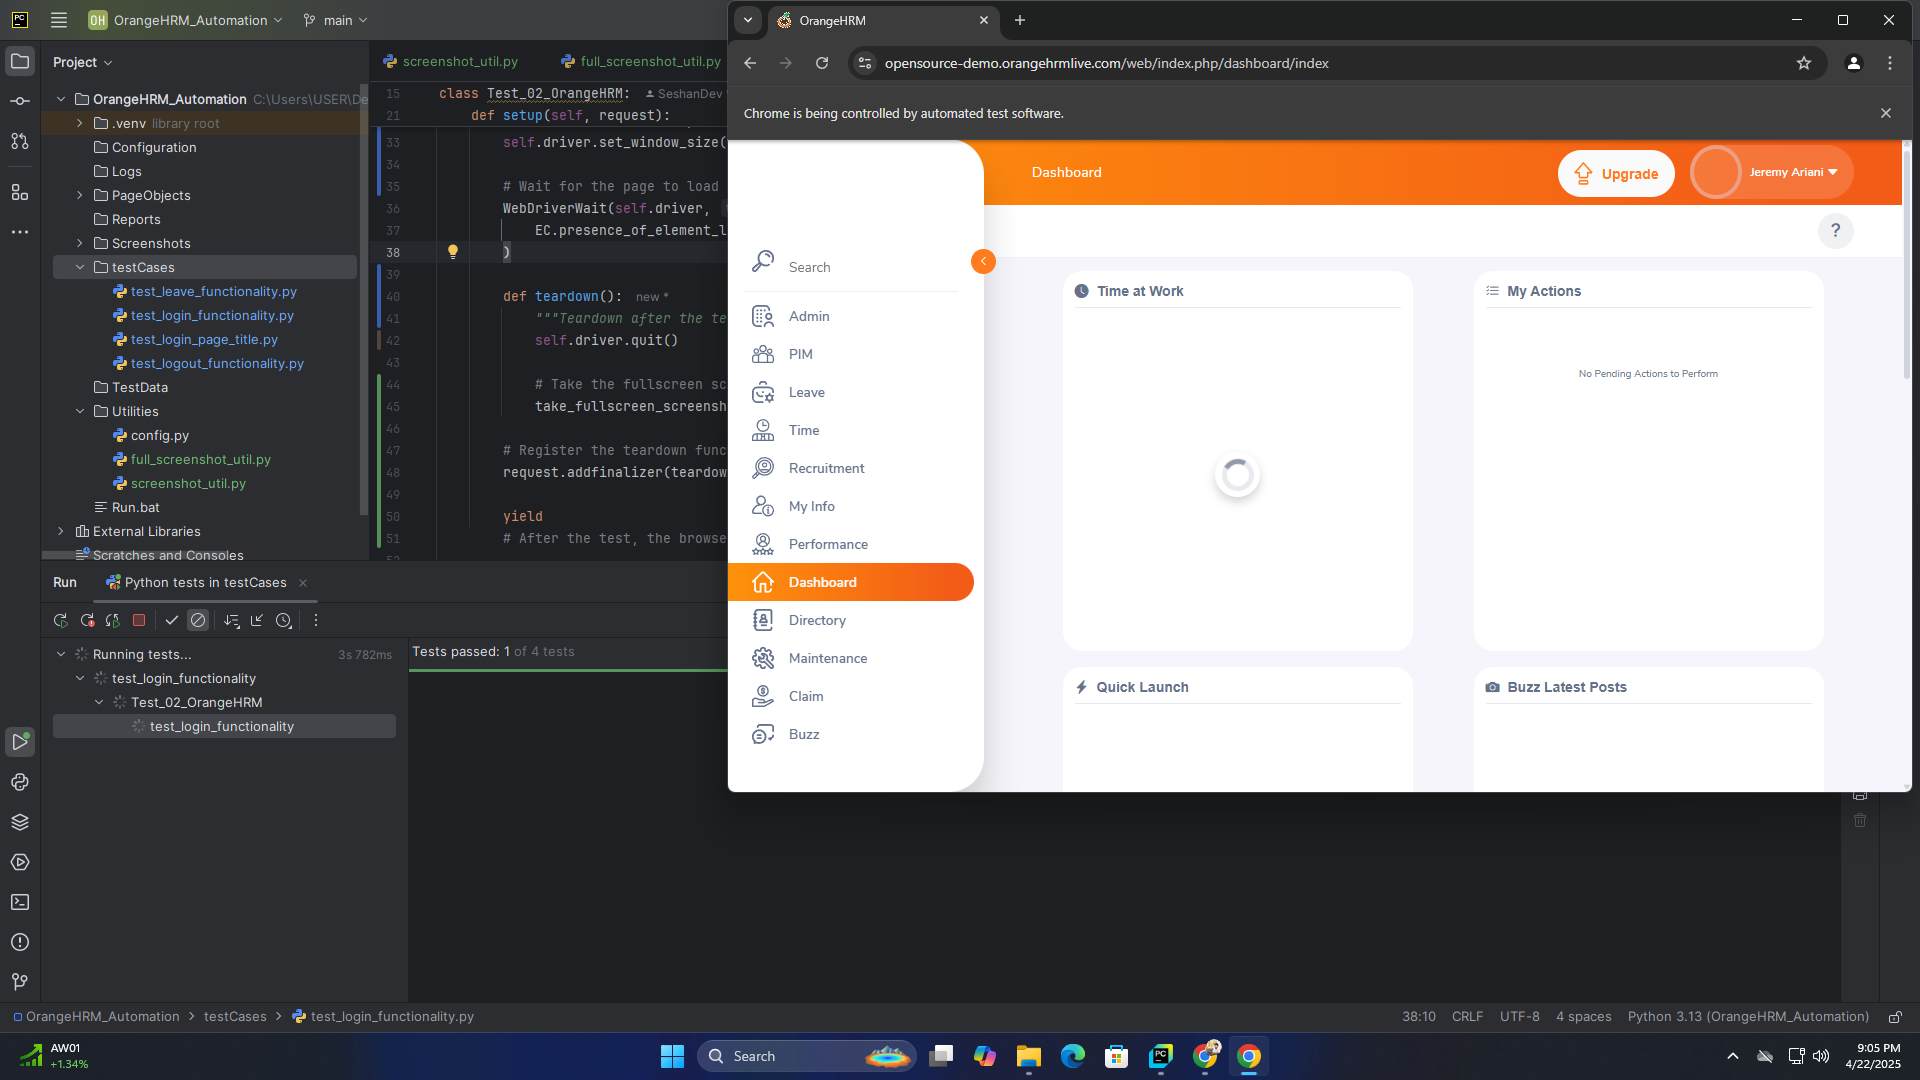 OH OrangeHRM_Automation
main
Project
OrangeHRM_Automation C:\Users\USER\De
.venv library root
Configuration
Logs
PageObjects
Reports
Screenshots
testCases
test_leave_functionality.py
test_login_functionality.py
test_login_page_title.py
test_logout_functionality.py
TestData
Utilities
config.py
full_screenshot_util.py
screenshot_util.py
Run.bat
External Libraries
Scratches and Consoles
screenshot_util.py
full_screenshot_util.py
15 class Test_02_OrangeHRM: SeshanDev
21 def setup(self, request):
33 self.driver.set_window_size(
34
35 # Wait for the page to load
36 WebDriverWait(self.driver,
37 EC.presence_of_element_l
38 )
39
40 def teardown(): new *
41 """Teardown after the te
42 self.driver.quit()
43
44 # Take the fullscreen sc
45 take_fullscreen_screensh
46
47 # Register the teardown func
48 request.addfinalizer(teardow
49
50 yield
51 # After the test, the browse
OrangeHRM
opensource-demo.orangehrmlive.com/web/index.php/dashboard/index
Chrome is being controlled by automated test software.
Dashboard
Upgrade
Jeremy Ariani
?
Search
Admin
PIM
Leave
Time
Recruitment
My Info
Performance
Dashboard
Directory
Maintenance
Claim
Buzz
Time at Work
My Actions
No Pending Actions to Perform
Quick Launch
Buzz Latest Posts
Run
Python tests in testCases
Running tests... 3s 782ms
test_login_functionality
Test_02_OrangeHRM
test_login_functionality
Tests passed: 1 of 4 tests
OrangeHRM_Automation > testCases > test_login_functionality.py
38:10 CRLF UTF-8 4 spaces Python 3.13 (OrangeHRM_Automation)
AW01
+1.34%
Search
9:05 PM
4/22/2025